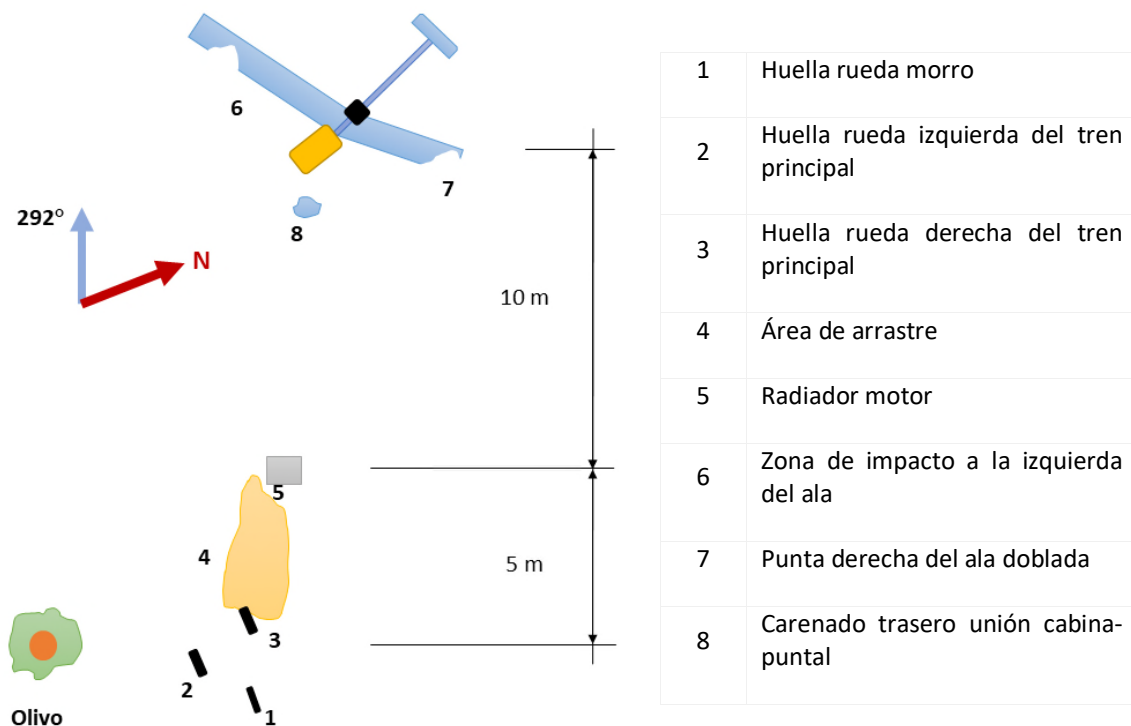 6
7
8
292°
N
10 m
5
4
5 m
3
2
1
Olivo
1 Huella rueda morro
2 Huella rueda izquierda del tren
principal
3 Huella rueda derecha del tren
principal
4 Área de arrastre
5 Radiador motor
6 Zona de impacto a la izquierda
del ala
7 Punta derecha del ala doblada
8 Carenado trasero unión cabina-
puntal